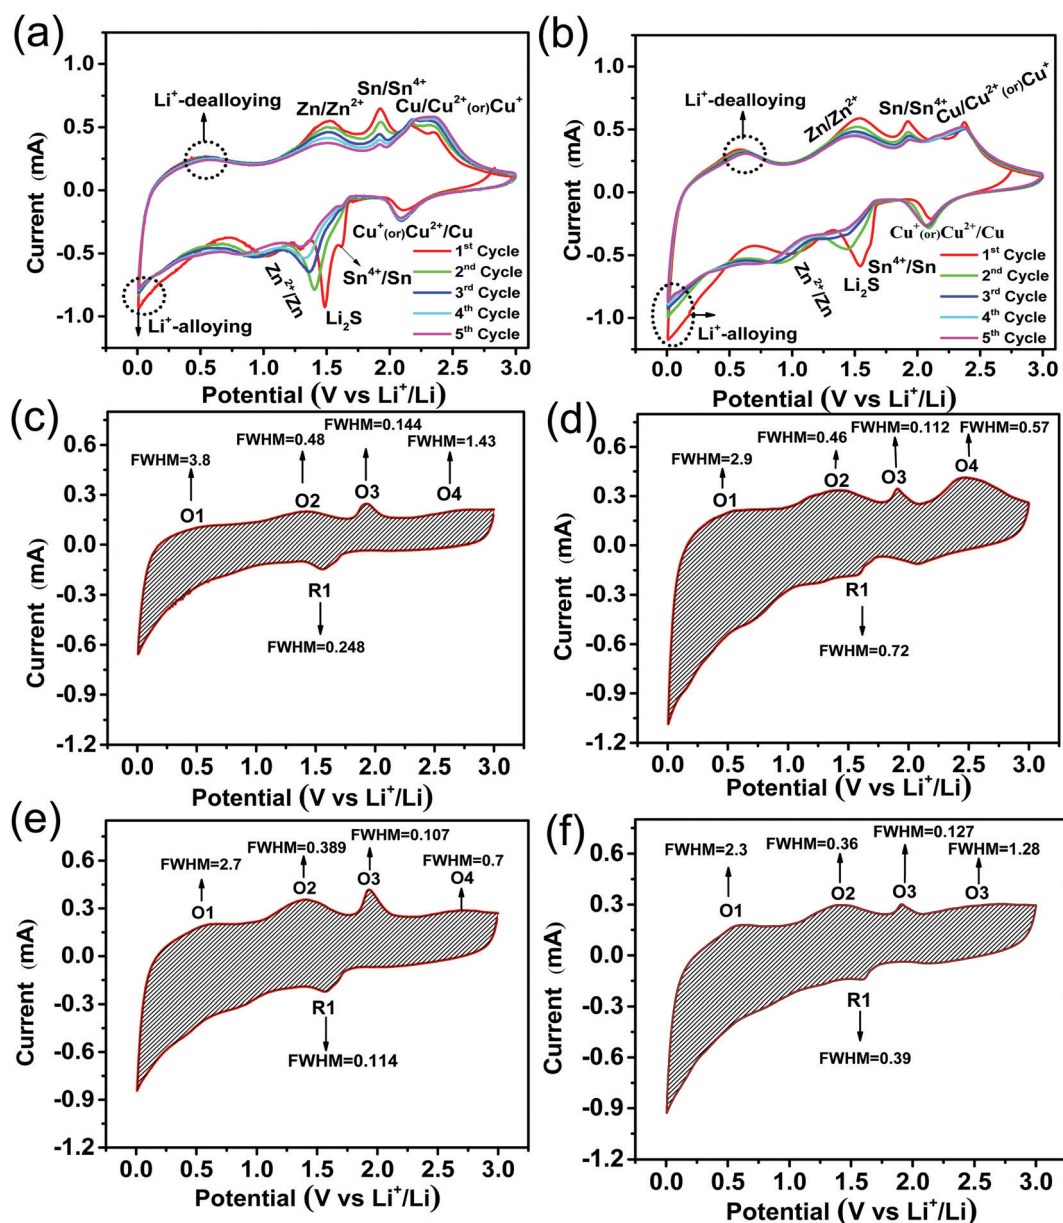 (a)
1.0
0.5
0.0
-0.5
-1.0
Current (mA)
Li⁺-dealloying
Zn/Zn²⁺
Sn/Sn⁴⁺
Cu/Cu²⁺(or)Cu⁺
Cu⁺(or)Cu²⁺/Cu
Zn²⁺/Zn
Sn⁴⁺/Sn
Li₂S
Li⁺-alloying
1ˢᵗ Cycle
2ⁿᵈ Cycle
3ʳᵈ Cycle
4ᵗʰ Cycle
5ᵗʰ Cycle
0.0 0.5 1.0 1.5 2.0 2.5 3.0
Potential (V vs Li⁺/Li)
(b)
1.0
0.5
0.0
-0.5
-1.0
Current (mA)
Li⁺-dealloying
Zn/Zn²⁺
Sn/Sn⁴⁺
Cu/Cu²⁺(or)Cu⁺
Cu⁺(or)Cu²⁺/Cu
Zn²⁺/Zn
Sn⁴⁺/Sn
Li₂S
Li⁺-alloying
1ˢᵗ Cycle
2ⁿᵈ Cycle
3ʳᵈ Cycle
4ᵗʰ Cycle
5ᵗʰ Cycle
0.0 0.5 1.0 1.5 2.0 2.5 3.0
Potential (V vs Li⁺/Li)
(c)
0.6
0.3
0.0
-0.3
-0.6
-0.9
-1.2
Current (mA)
FWHM=3.8
FWHM=0.48
FWHM=0.144
FWHM=1.43
O1
O2
O3
O4
R1
FWHM=0.248
0.0 0.5 1.0 1.5 2.0 2.5 3.0
Potential (V vs Li⁺/Li)
(d)
0.6
0.3
0.0
-0.3
-0.6
-0.9
-1.2
Current (mA)
FWHM=2.9
FWHM=0.46
FWHM=0.112
FWHM=0.57
O1
O2
O3
O4
R1
FWHM=0.72
0.0 0.5 1.0 1.5 2.0 2.5 3.0
Potential (V vs Li⁺/Li)
(e)
0.6
0.3
0.0
-0.3
-0.6
-0.9
-1.2
Current (mA)
FWHM=2.7
FWHM=0.389
FWHM=0.107
FWHM=0.7
O1
O2
O3
O4
R1
FWHM=0.114
0.0 0.5 1.0 1.5 2.0 2.5 3.0
Potential (V vs Li⁺/Li)
(f)
0.6
0.3
0.0
-0.3
-0.6
-0.9
-1.2
Current (mA)
FWHM=2.3
FWHM=0.36
FWHM=0.127
FWHM=1.28
O1
O2
O3
O3
R1
FWHM=0.39
0.0 0.5 1.0 1.5 2.0 2.5 3.0
Potential (V vs Li⁺/Li)